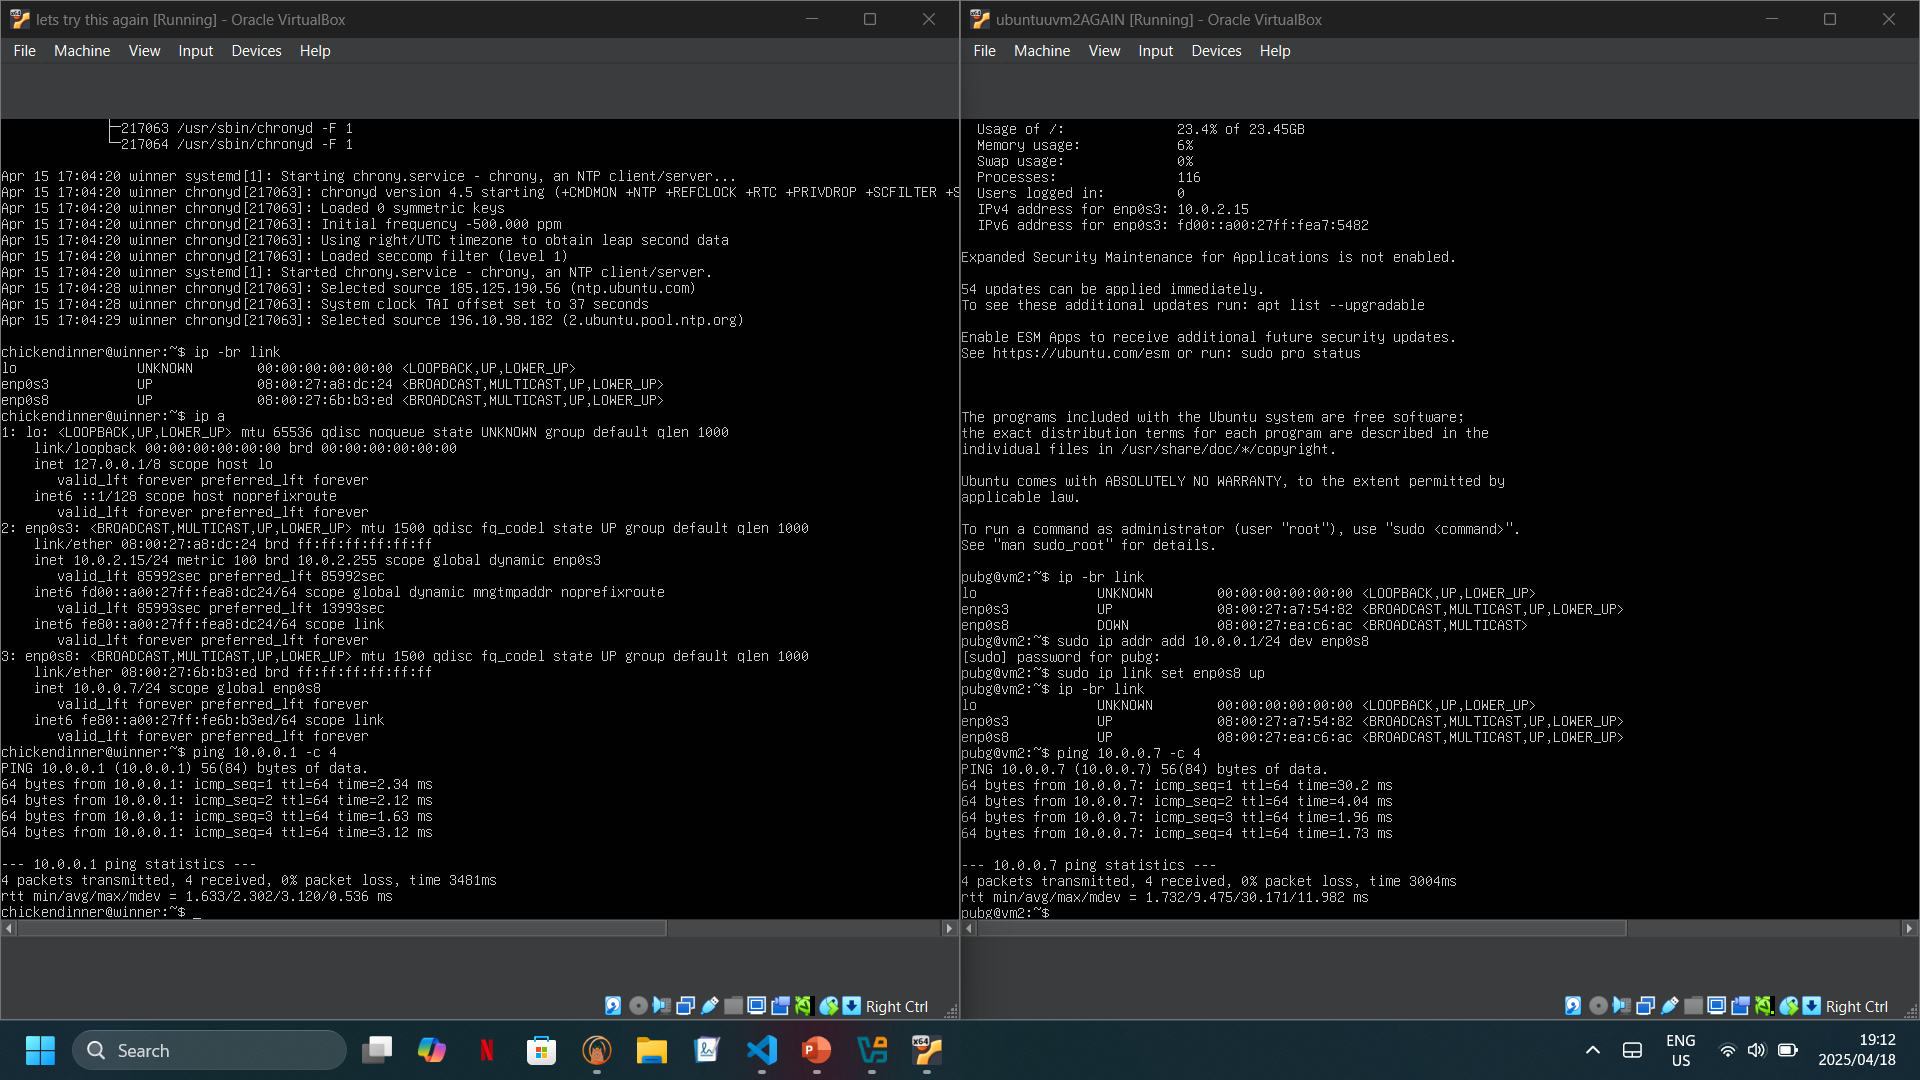 lets try this again [Running] - Oracle VirtualBox
File Machine View Input Devices Help
├─217063 /usr/sbin/chronyd -F 1
└─217064 /usr/sbin/chronyd -F 1
Apr 15 17:04:20 winner systemd[1]: Starting chrony.service - chrony, an NTP client/server...
Apr 15 17:04:20 winner chronyd[217063]: chronyd version 4.5 starting (+CMDMON +NTP +REFCLOCK +RTC +PRIVDROP +SCFILTER +S
Apr 15 17:04:20 winner chronyd[217063]: Loaded 0 symmetric keys
Apr 15 17:04:20 winner chronyd[217063]: Initial frequency -500.000 ppm
Apr 15 17:04:20 winner chronyd[217063]: Using right/UTC timezone to obtain leap second data
Apr 15 17:04:20 winner chronyd[217063]: Loaded seccomp filter (level 1)
Apr 15 17:04:20 winner systemd[1]: Started chrony.service - chrony, an NTP client/server.
Apr 15 17:04:28 winner chronyd[217063]: Selected source 185.125.190.56 (ntp.ubuntu.com)
Apr 15 17:04:28 winner chronyd[217063]: System clock TAI offset set to 37 seconds
Apr 15 17:04:29 winner chronyd[217063]: Selected source 196.10.98.182 (2.ubuntu.pool.ntp.org)
chickendinner@winner:~$ ip -br link
lo UNKNOWN 00:00:00:00:00:00 <LOOPBACK,UP,LOWER_UP>
enp0s3 UP 08:00:27:a8:dc:24 <BROADCAST,MULTICAST,UP,LOWER_UP>
enp0s8 UP 08:00:27:6b:b3:ed <BROADCAST,MULTICAST,UP,LOWER_UP>
chickendinner@winner:~$ ip a
1: lo: <LOOPBACK,UP,LOWER_UP> mtu 65536 qdisc noqueue state UNKNOWN group default qlen 1000
link/loopback 00:00:00:00:00:00 brd 00:00:00:00:00:00
inet 127.0.0.1/8 scope host lo
valid_lft forever preferred_lft forever
inet6 ::1/128 scope host noprefixroute
valid_lft forever preferred_lft forever
2: enp0s3: <BROADCAST,MULTICAST,UP,LOWER_UP> mtu 1500 qdisc fq_codel state UP group default qlen 1000
link/ether 08:00:27:a8:dc:24 brd ff:ff:ff:ff:ff:ff
inet 10.0.2.15/24 metric 100 brd 10.0.2.255 scope global dynamic enp0s3
valid_lft 85992sec preferred_lft 85992sec
inet6 fd00::a00:27ff:fea8:dc24/64 scope global dynamic mngtmpaddr noprefixroute
valid_lft 85993sec preferred_lft 13993sec
inet6 fe80::a00:27ff:fea8:dc24/64 scope link
valid_lft forever preferred_lft forever
3: enp0s8: <BROADCAST,MULTICAST,UP,LOWER_UP> mtu 1500 qdisc fq_codel state UP group default qlen 1000
link/ether 08:00:27:6b:b3:ed brd ff:ff:ff:ff:ff:ff
inet 10.0.0.7/24 scope global enp0s8
valid_lft forever preferred_lft forever
inet6 fe80::a00:27ff:fe6b:b3ed/64 scope link
valid_lft forever preferred_lft forever
chickendinner@winner:~$ ping 10.0.0.1 -c 4
PING 10.0.0.1 (10.0.0.1) 56(84) bytes of data.
64 bytes from 10.0.0.1: icmp_seq=1 ttl=64 time=2.34 ms
64 bytes from 10.0.0.1: icmp_seq=2 ttl=64 time=2.12 ms
64 bytes from 10.0.0.1: icmp_seq=3 ttl=64 time=1.63 ms
64 bytes from 10.0.0.1: icmp_seq=4 ttl=64 time=3.12 ms
--- 10.0.0.1 ping statistics ---
4 packets transmitted, 4 received, 0% packet loss, time 3481ms
rtt min/avg/max/mdev = 1.633/2.302/3.120/0.536 ms
chickendinner@winner:~$ _
Right Ctrl
ubuntuuvm2AGAIN [Running] - Oracle VirtualBox
File Machine View Input Devices Help
Usage of /: 23.4% of 23.45GB
Memory usage: 6%
Swap usage: 0%
Processes: 116
Users logged in: 0
IPv4 address for enp0s3: 10.0.2.15
IPv6 address for enp0s3: fd00::a00:27ff:fea7:5482
Expanded Security Maintenance for Applications is not enabled.
54 updates can be applied immediately.
To see these additional updates run: apt list --upgradable
Enable ESM Apps to receive additional future security updates.
See https://ubuntu.com/esm or run: sudo pro status
The programs included with the Ubuntu system are free software;
the exact distribution terms for each program are described in the
individual files in /usr/share/doc/*/copyright.
Ubuntu comes with ABSOLUTELY NO WARRANTY, to the extent permitted by
applicable law.
To run a command as administrator (user "root"), use "sudo <command>".
See "man sudo_root" for details.
pubg@vm2:~$ ip -br link
lo UNKNOWN 00:00:00:00:00:00 <LOOPBACK,UP,LOWER_UP>
enp0s3 UP 08:00:27:a7:54:82 <BROADCAST,MULTICAST,UP,LOWER_UP>
enp0s8 DOWN 08:00:27:ea:c6:ac <BROADCAST,MULTICAST>
pubg@vm2:~$ sudo ip addr add 10.0.0.1/24 dev enp0s8
[sudo] password for pubg:
pubg@vm2:~$ sudo ip link set enp0s8 up
pubg@vm2:~$ ip -br link
lo UNKNOWN 00:00:00:00:00:00 <LOOPBACK,UP,LOWER_UP>
enp0s3 UP 08:00:27:a7:54:82 <BROADCAST,MULTICAST,UP,LOWER_UP>
enp0s8 UP 08:00:27:ea:c6:ac <BROADCAST,MULTICAST,UP,LOWER_UP>
pubg@vm2:~$ ping 10.0.0.7 -c 4
PING 10.0.0.7 (10.0.0.7) 56(84) bytes of data.
64 bytes from 10.0.0.7: icmp_seq=1 ttl=64 time=30.2 ms
64 bytes from 10.0.0.7: icmp_seq=2 ttl=64 time=4.04 ms
64 bytes from 10.0.0.7: icmp_seq=3 ttl=64 time=1.96 ms
64 bytes from 10.0.0.7: icmp_seq=4 ttl=64 time=1.73 ms
--- 10.0.0.7 ping statistics ---
4 packets transmitted, 4 received, 0% packet loss, time 3004ms
rtt min/avg/max/mdev = 1.732/9.475/30.171/11.982 ms
pubg@vm2:~$
Right Ctrl
Search
ENG
US
19:12
2025/04/18